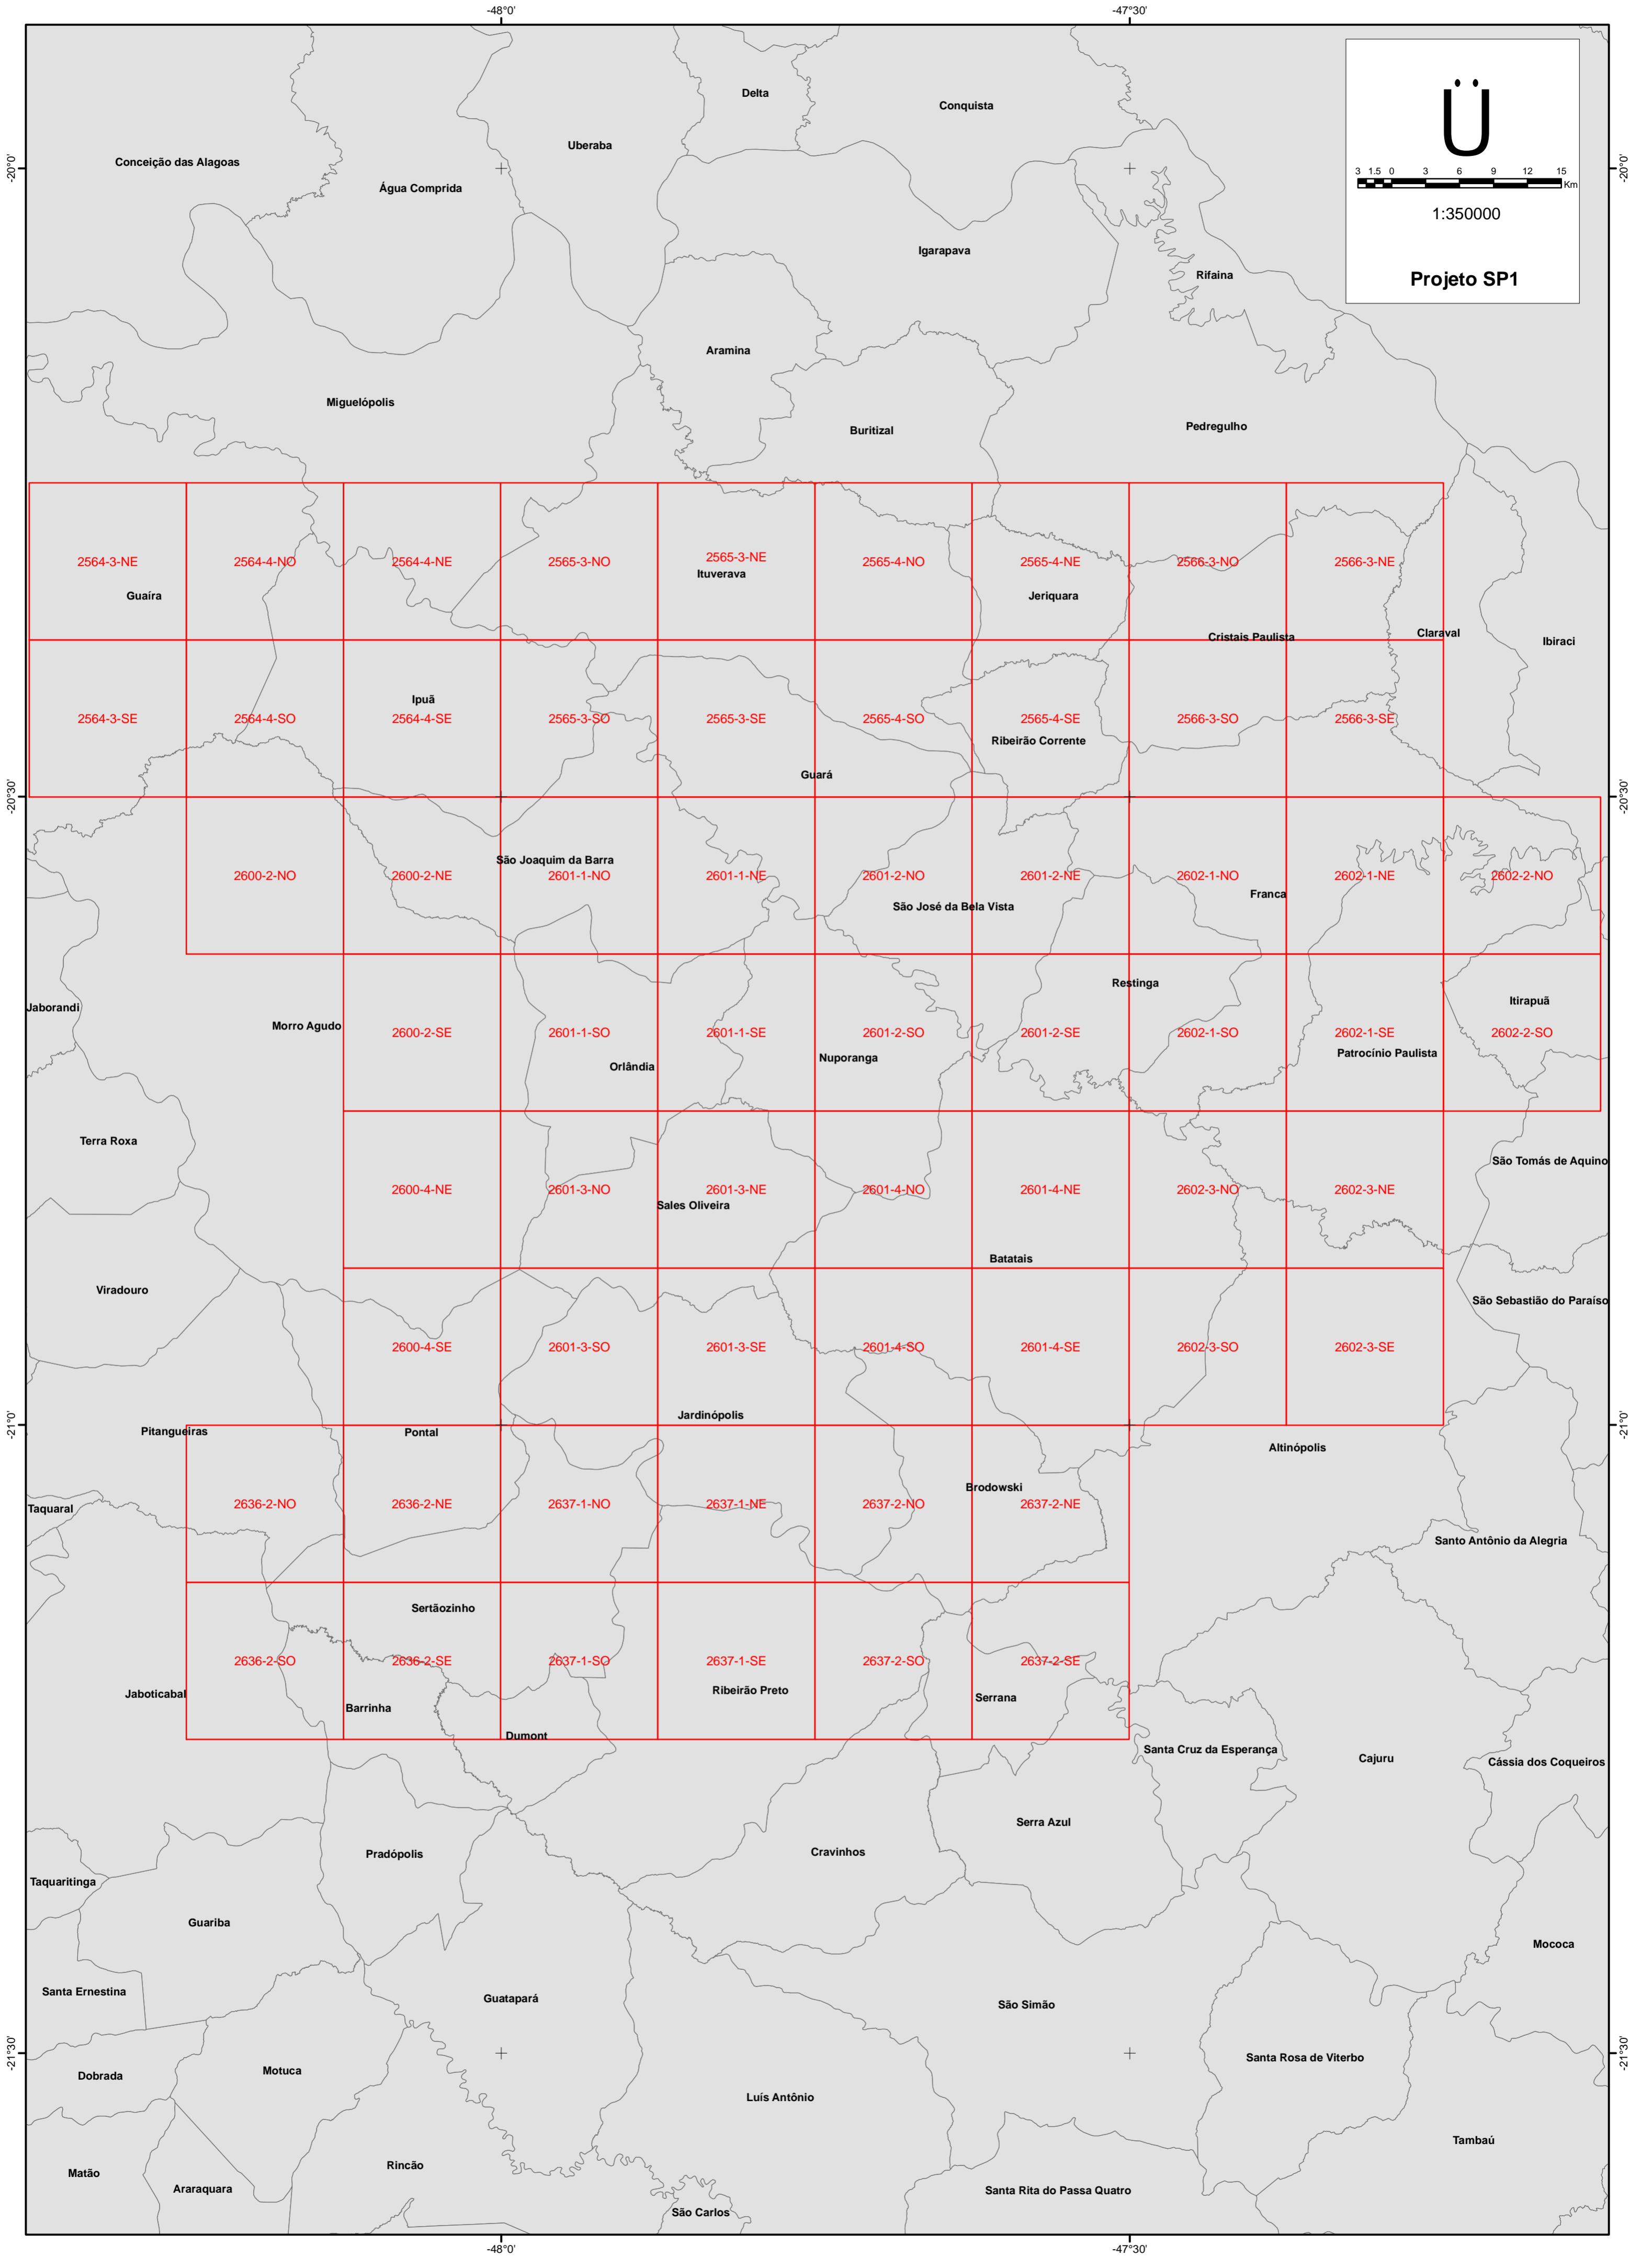 -48°0'
-47°30'
Delta
Conquista
Ü
Uberaba
Conceição das Alagoas
-20°0'
-20°0'
3 1.5 0 3 6 9 12 15
Km
Água Comprida
1:350000
Igarapava
Rifaina
Projeto SP1
Aramina
Miguelópolis
Buritizal
Pedregulho
2564-3-NE
2564-4-NO
2564-4-NE
2565-3-NO
2565-3-NE
2565-4-NO
2565-4-NE
2566-3-NO
2566-3-NE
Ituverava
Guaíra
Jeriquara
Cristais Paulista
Claraval
Ibiraci
Ipuã
2564-3-SE
2564-4-SO
2564-4-SE
2565-3-SO
2565-3-SE
2565-4-SO
2565-4-SE
2566-3-SO
2566-3-SE
Ribeirão Corrente
Guará
-20°30'
-20°30'
São Joaquim da Barra
2600-2-NO
2600-2-NE
2601-1-NO
2601-1-NE
2601-2-NO
2601-2-NE
2602-1-NO
2602-1-NE
2602-2-NO
Franca
São José da Bela Vista
Restinga
Itirapuã
Jaborandi
Morro Agudo
2600-2-SE
2601-1-SO
2601-1-SE
2601-2-SO
2601-2-SE
2602-1-SO
2602-1-SE
2602-2-SO
Patrocínio Paulista
Nuporanga
Orlândia
Terra Roxa
São Tomás de Aquino
2600-4-NE
2601-3-NO
2601-3-NE
2601-4-NO
2601-4-NE
2602-3-NO
2602-3-NE
Sales Oliveira
Batatais
Viradouro
São Sebastião do Paraíso
2600-4-SE
2601-3-SO
2601-3-SE
2601-4-SO
2601-4-SE
2602-3-SO
2602-3-SE
Jardinópolis
-21°0'
-21°0'
Pitangueiras
Pontal
Altinópolis
Brodowski
Taquaral
2636-2-NO
2636-2-NE
2637-1-NO
2637-1-NE
2637-2-NO
2637-2-NE
Santo Antônio da Alegria
Sertãozinho
2636-2-SO
2636-2-SE
2637-1-SO
2637-1-SE
2637-2-SO
2637-2-SE
Jaboticabal
Ribeirão Preto
Serrana
Barrinha
Dumont
Santa Cruz da Esperança
Cajuru
Cássia dos Coqueiros
Serra Azul
Pradópolis
Cravinhos
Taquaritinga
Guariba
Mococa
Santa Ernestina
Guatapará
São Simão
-21°30'
-21°30'
Santa Rosa de Viterbo
Dobrada
Motuca
Luís Antônio
Tambaú
Matão
Rincão
Araraquara
Santa Rita do Passa Quatro
São Carlos
-48°0'
-47°30'